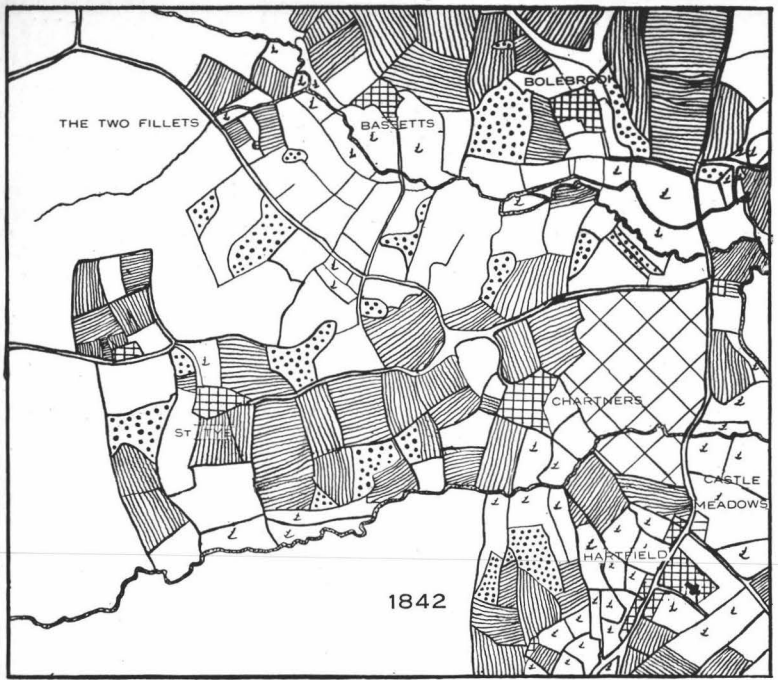 BOLEBROOK
THE TWO FILLETS
BASSETTS
CHARTNERS
ST. TYE
CASTLE
MEADOWS
HARTFIELD
1842